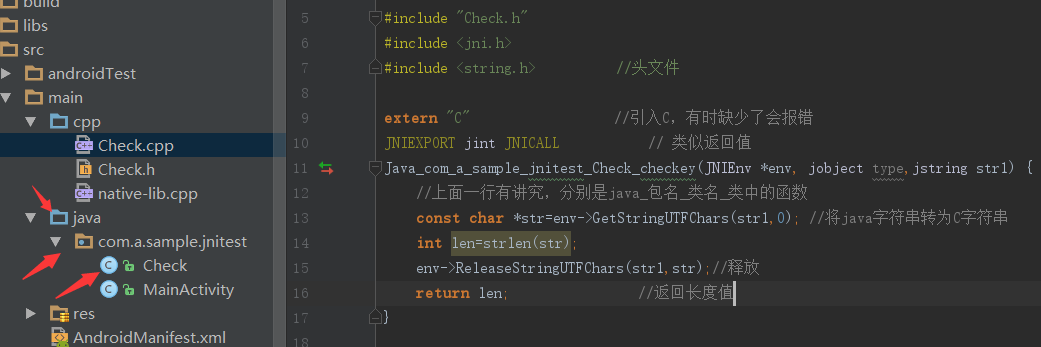 build
libs
src
androidTest
main
cpp
Check.cpp
Check.h
native-lib.cpp
java
com.a.sample.jnitest
Check
MainActivity
res
AndroidManifest.xml
5 #include "Check.h"
6 #include <jni.h>
7 #include <string.h> //头文件
8
9 extern "C" //引入C，有时缺少了会报错
10 JNIEXPORT jint JNICALL // 类似返回值
11 Java_com_a_sample_jnitest_Check_checkey(JNIEnv *env, jobject type,jstring str1) {
12 //上面一行有讲究，分别是java_包名_类名_类中的函数
13 const char *str=env->GetStringUTFChars(str1,0); //将java字符串转为C字符串
14 int len=strlen(str);
15 env->ReleaseStringUTFChars(str1,str);//释放
16 return len; //返回长度值
17 }
18